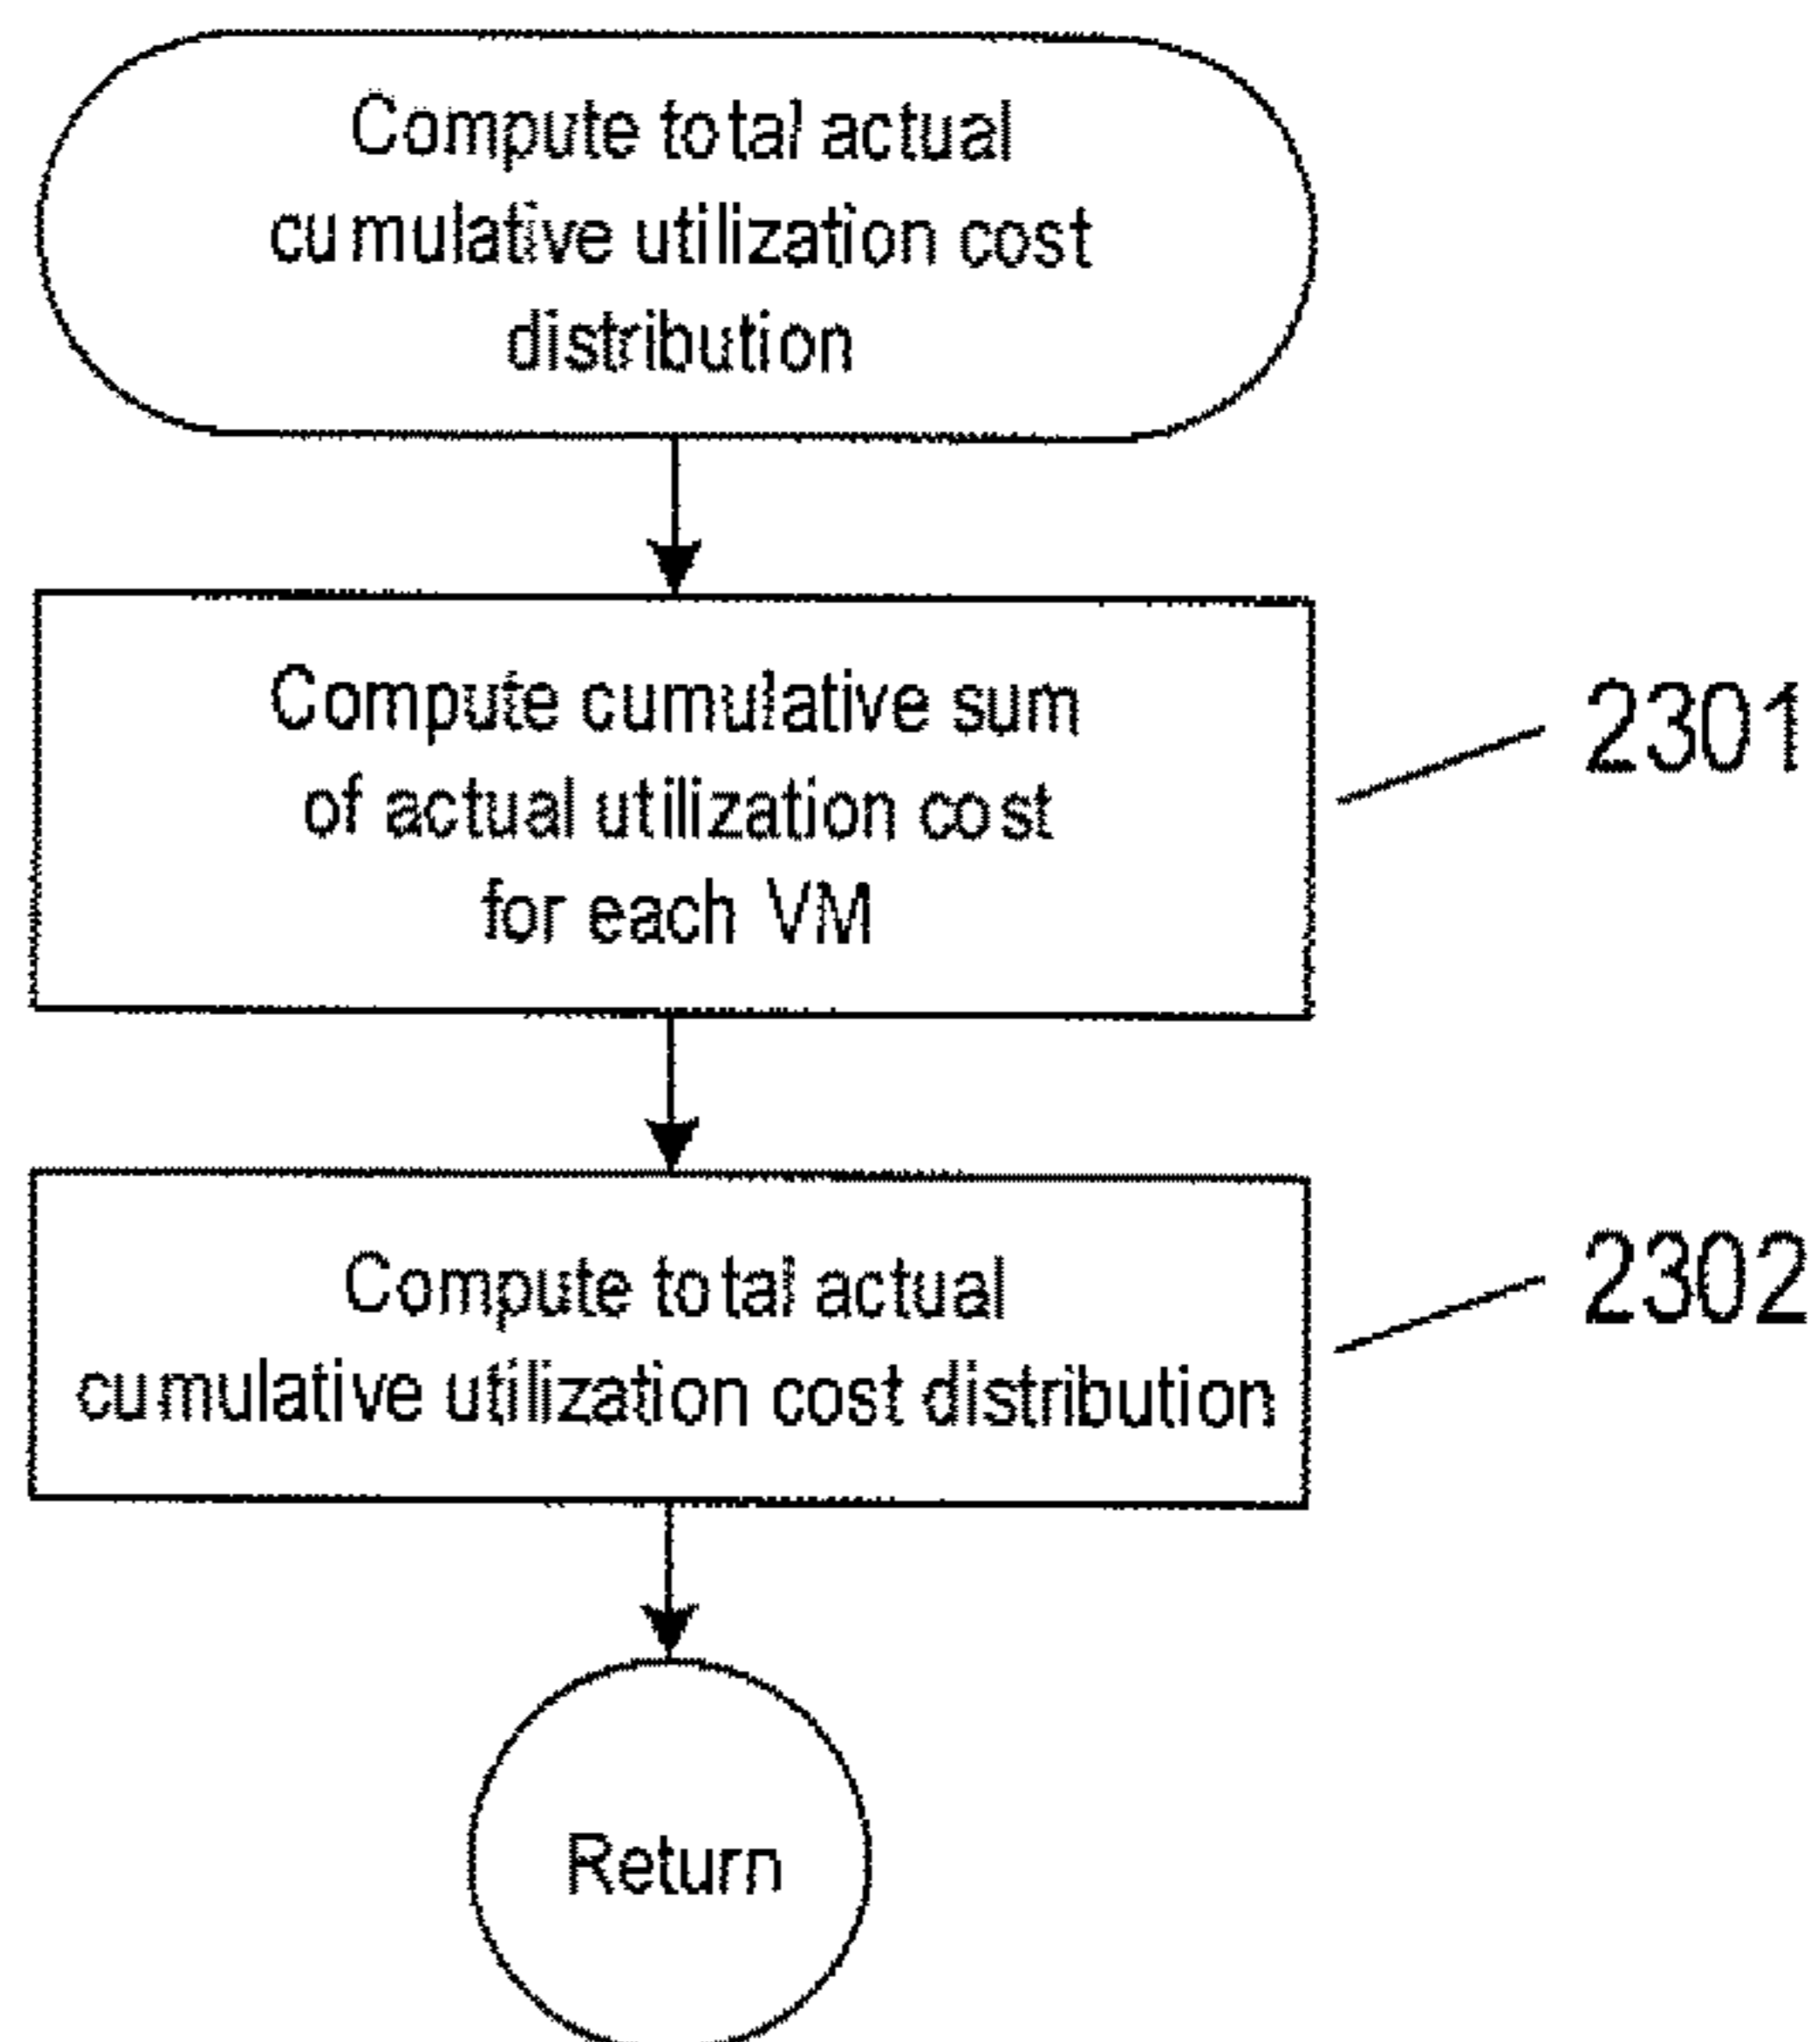 Compute total actual
cumulative utilization cost
distribution
Compute cumulative sum
of actual utilization cost
for each VM
2301
Compute total actual
cumulative utilization cost distribution
2302
Return